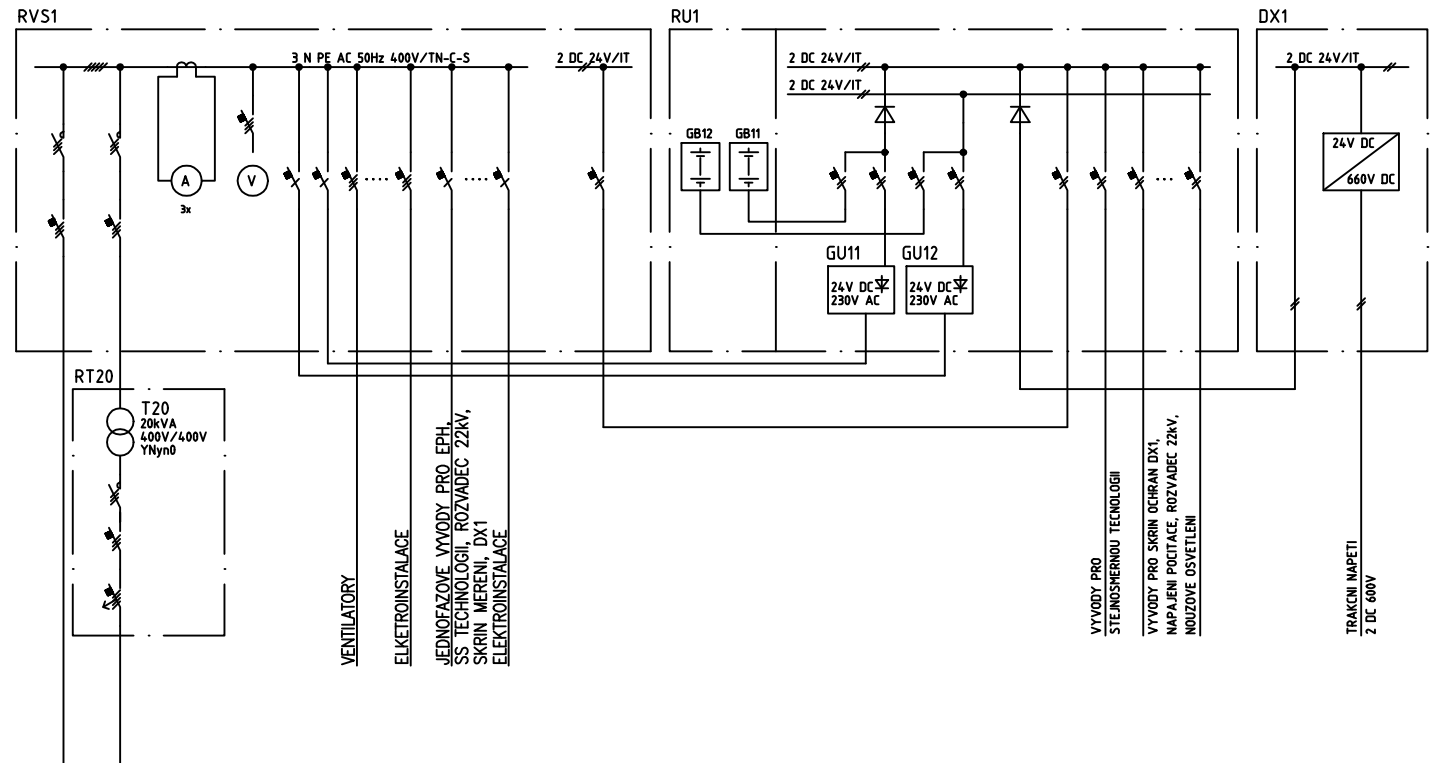 RVS1
RU1
DX1
3 N PE AC 50Hz 400V/TN-C-S
2 DC 24V/IT
2 DC 24V/IT
2 DC 24V/IT
2 DC 24V/IT
A
3x
V
GB12
GB11
24V DC
660V DC
GU11
24V DC
230V AC
GU12
24V DC
230V AC
RT20
T20
20kVA
400V/400V
YNyn0
VENTILATORY
ELKETROINSTALACE
JEDNOFAZOVE VYVODY PRO EPH,
SS TECHNOLOGII, ROZVADEC 22kV,
SKRIN MERENI, DX1
ELEKTROINSTALACE
VYVODY PRO
STEJNOSMERNOU TECNOLOGII
VYVODY PRO SKRIN OCHRAN DX1,
NAPAJENI POCITACE, ROZVADEC 22kV,
NOUZOVE OSVETLENI
TRAKCNI NAPETI
2 DC 600V